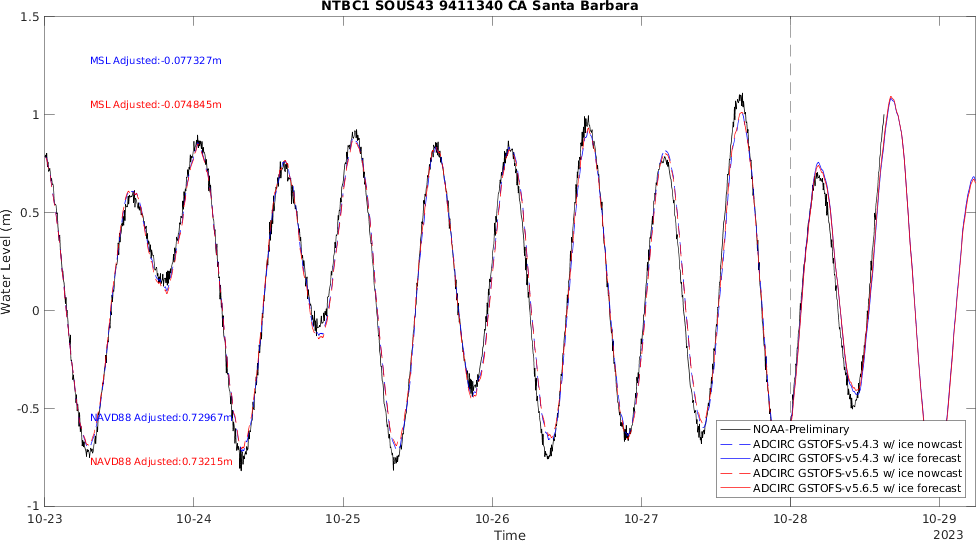 NTBC1 SOUS43 9411340 CA Santa Barbara
1.5
MSL Adjusted:-0.077327m
MSL Adjusted:-0.074845m
1
0.5
Water Level (m)
0
-0.5
NAVD88 Adjusted:0.72967m
NAVD88 Adjusted:0.73215m
NOAA-Preliminary
ADCIRC GSTOFS-v5.4.3 w/ ice nowcast
ADCIRC GSTOFS-v5.4.3 w/ ice forecast
ADCIRC GSTOFS-v5.6.5 w/ ice nowcast
ADCIRC GSTOFS-v5.6.5 w/ ice forecast
-1
10-23 10-24 10-25 10-26 10-27 10-28 10-29
Time
2023